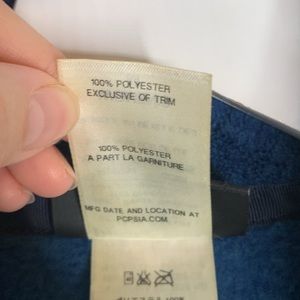 100% POLYESTER
EXCLUSIVE OF TRIM
100% POLYESTER
A PART LA GARNITURE
MFG DATE AND LOCATION AT
PCPSIA.COM